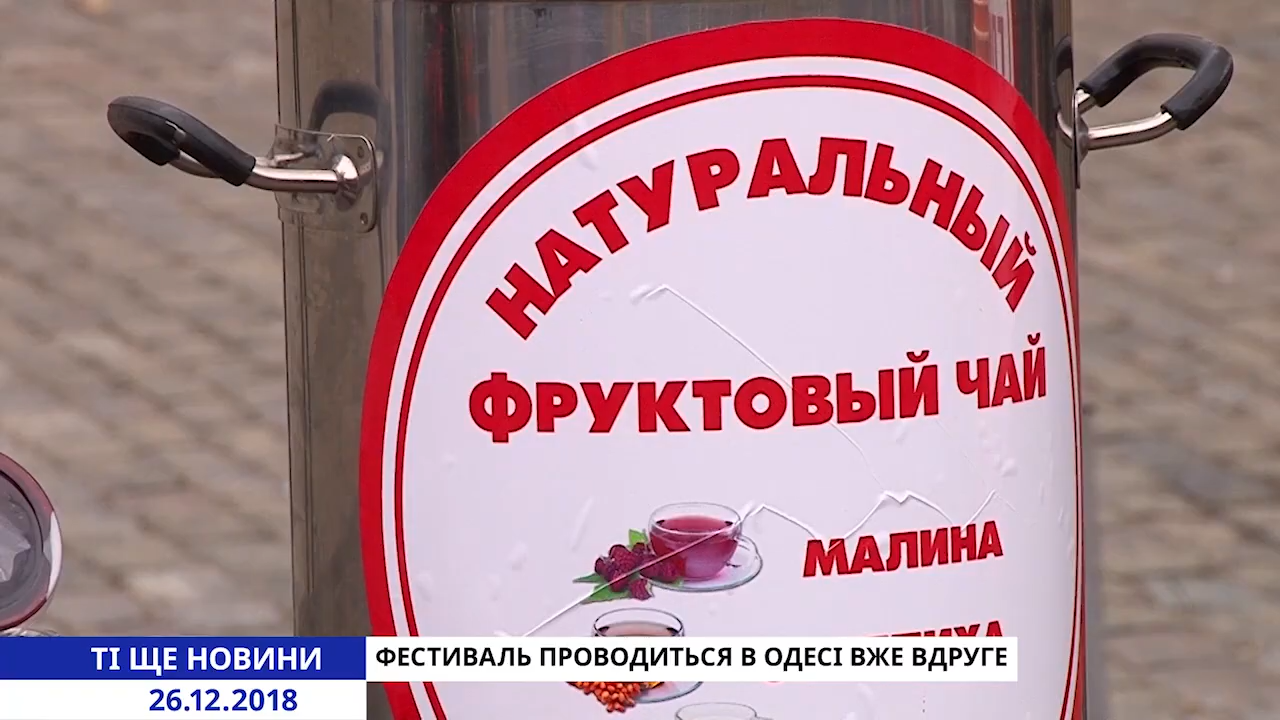 НАТУРАЛЬНЫЙ
ФРУКТОВЫЙ ЧАЙ
МАЛИНА
ТІ ЩЕ НОВИНИ
ФЕСТИВАЛЬ ПРОВОДИТЬСЯ В ОДЕСІ ВЖЕ ВДРУГЕ
26.12.2018